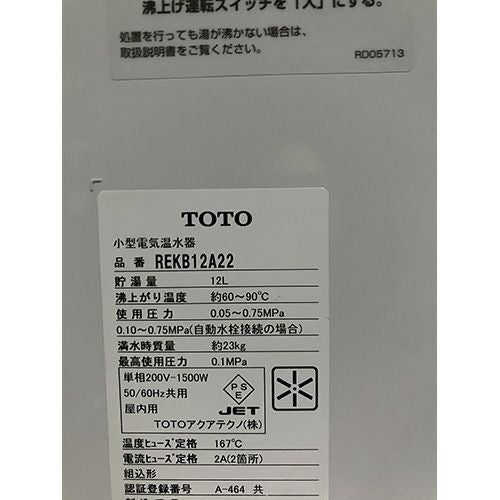 沸上げ運転スイッチを「入」にする。
処置を行っても湯が沸かない場合は、
取扱説明書をご覧ください。
RD05713
TOTO
小型電気温水器
品番 REKB12A22
貯湯量 12L
沸上がり温度 約60~90℃
使用圧力 0.05~0.75MPa
0.10~0.75MPa(自動水栓接続の場合)
満水時質量 約23kg
最高使用圧力 0.1MPa
単相200V-1500W
50/60Hz共用
屋内用
PSE
JET
TOTOアクアテクノ(株)
温度ヒューズ定格 167℃
電流ヒューズ定格 2A(2箇所)
組込形
認証登録番号 A-464 共